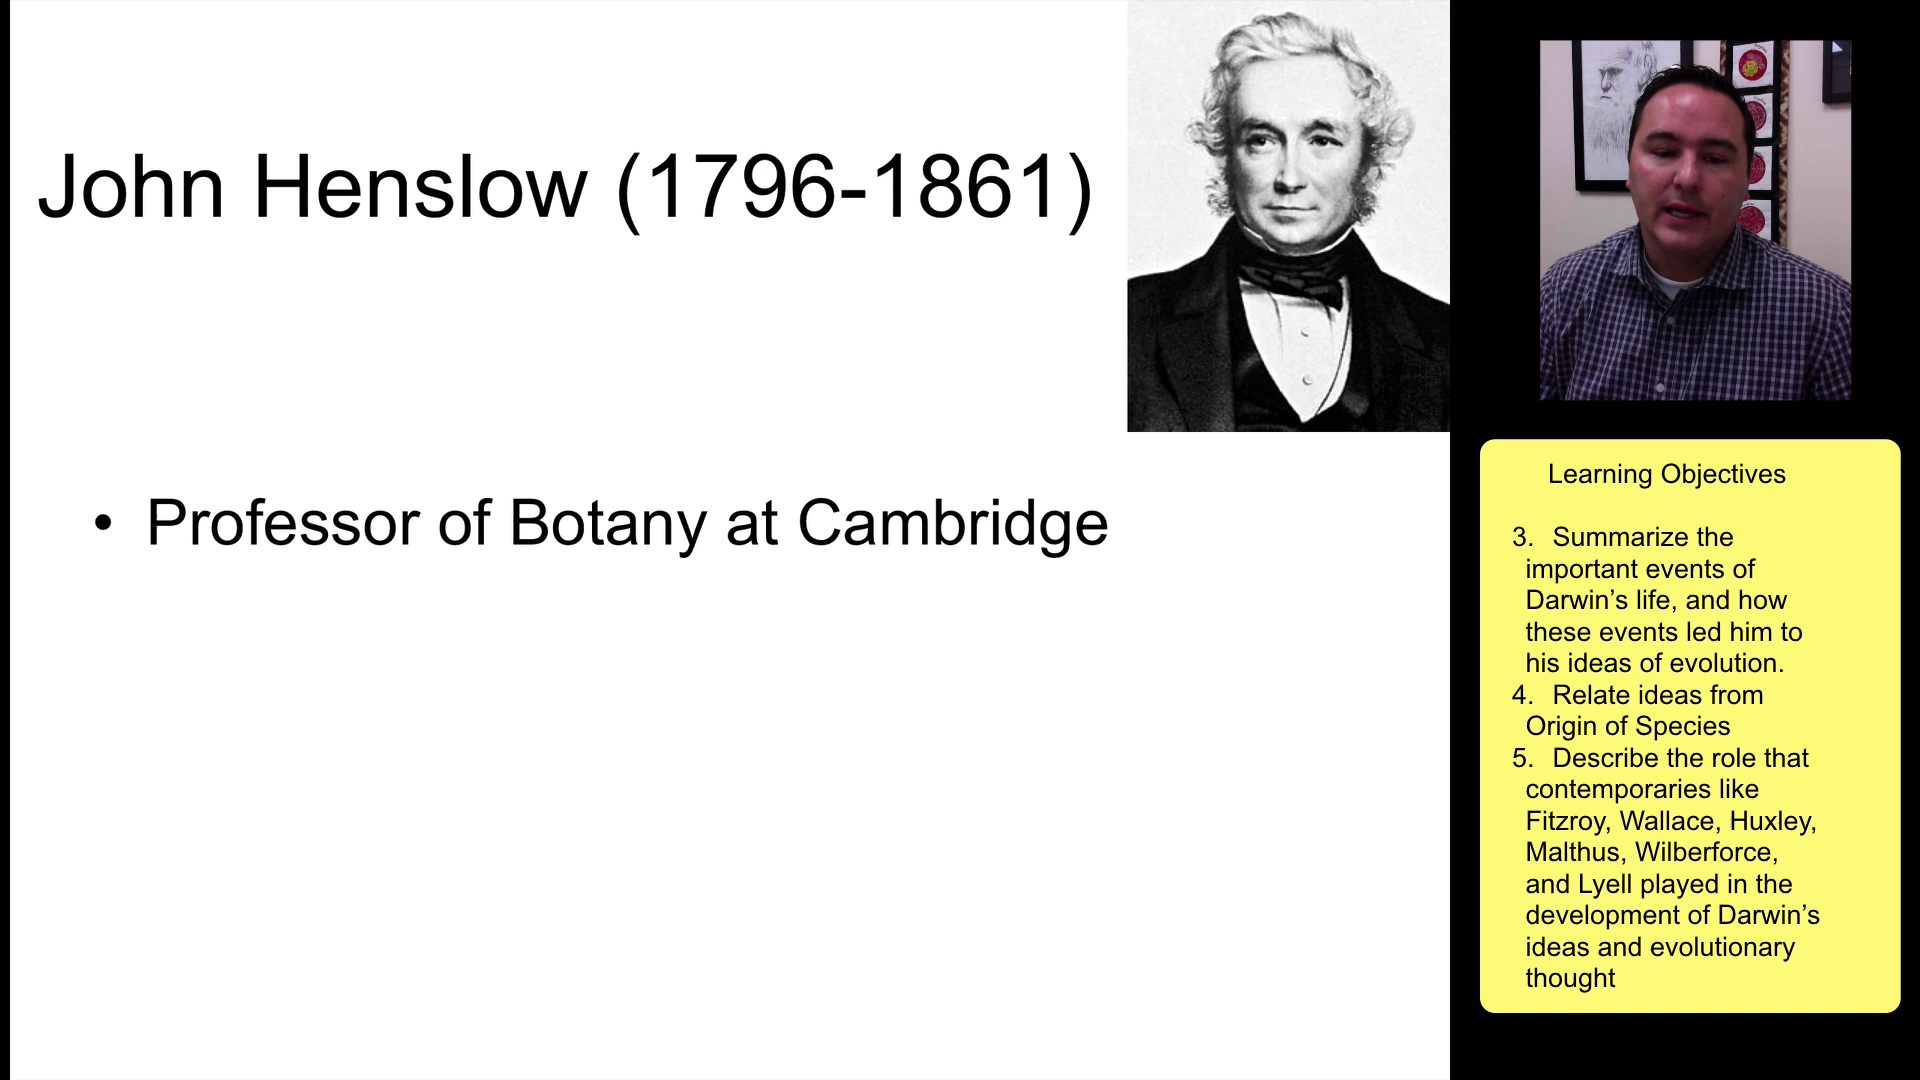 John Henslow (1796-1861)
• Professor of Botany at Cambridge
Learning Objectives
3. Summarize the
important events of
Darwin’s life, and how
these events led him to
his ideas of evolution.
4. Relate ideas from
Origin of Species
5. Describe the role that
contemporaries like
Fitzroy, Wallace, Huxley,
Malthus, Wilberforce,
and Lyell played in the
development of Darwin’s
ideas and evolutionary
thought